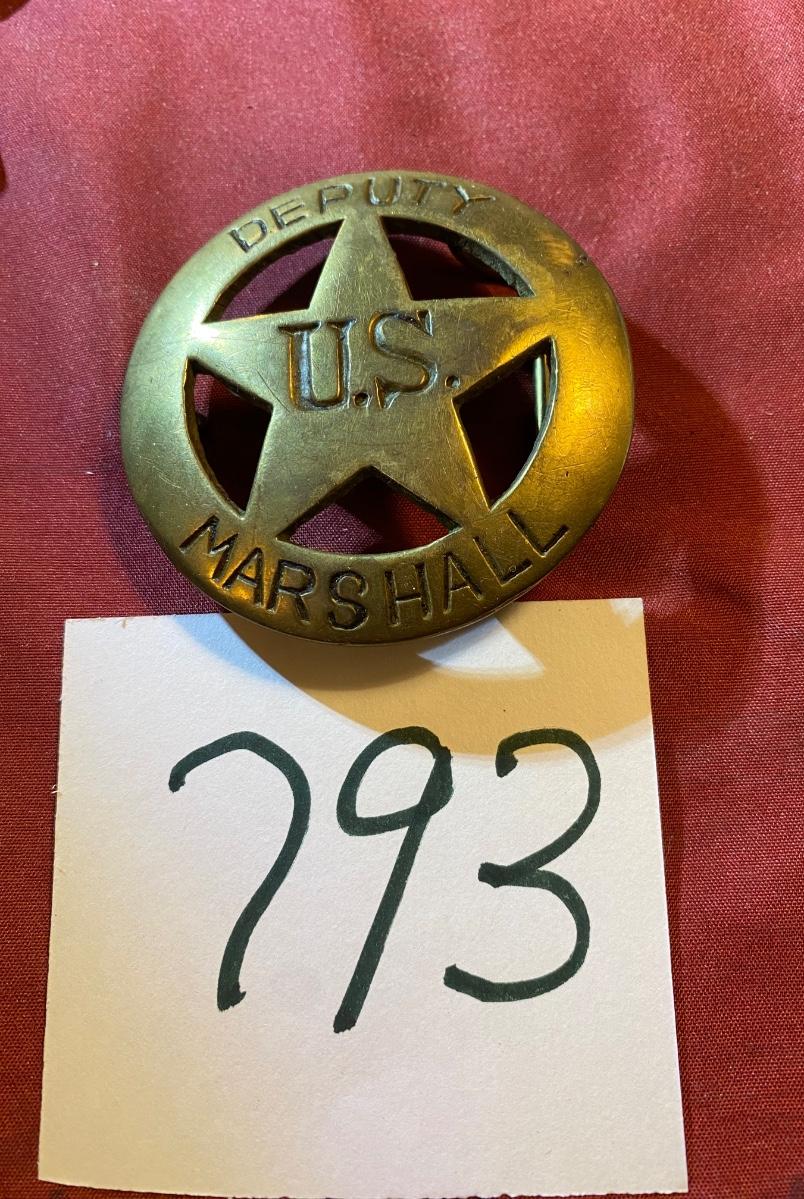 DEPUTY
U.S.
MARSHALL
793